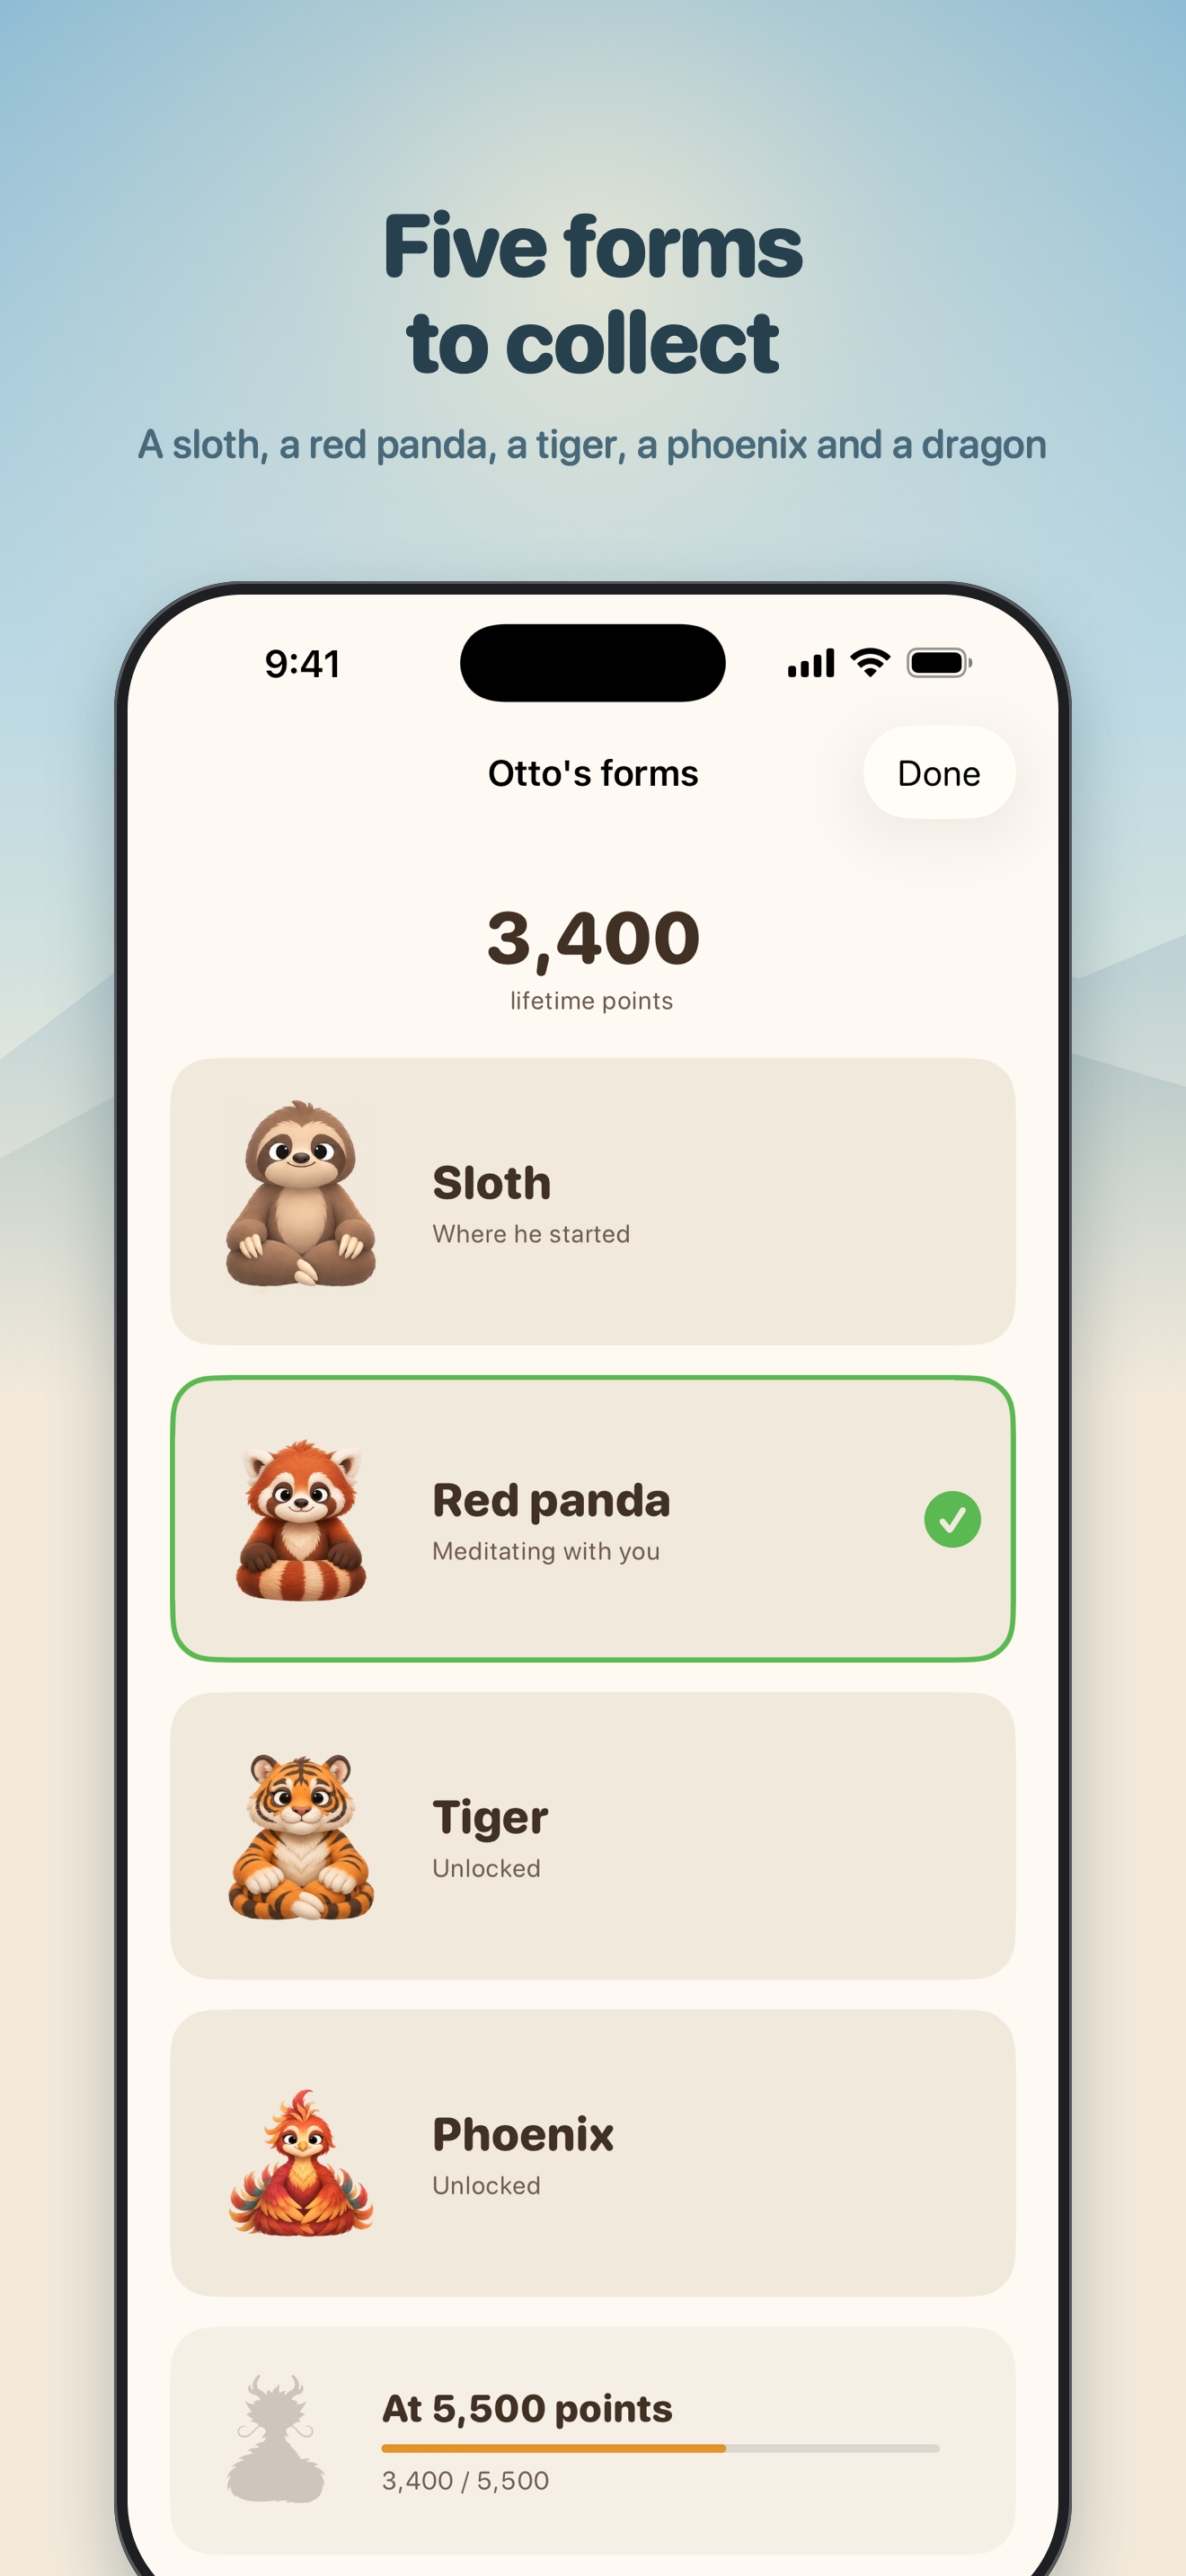 Five forms
to collect
A sloth, a red panda, a tiger, a phoenix and a dragon
9:41
Otto's forms
Done
3,400
lifetime points
Sloth
Where he started
Red panda
Meditating with you
Tiger
Unlocked
Phoenix
Unlocked
At 5,500 points
3,400 / 5,500